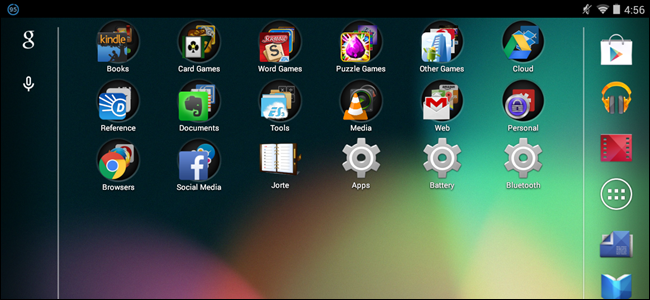 95
4:56
g
kindle
Books
Card Games
SCRABBLE
S
Word Games
Puzzle Games
Other Games
Cloud
D
Reference
Documents
ES
Tools
Media
M
Web
Personal
Browsers
f
Social Media
Jorte
Apps
Battery
Bluetooth